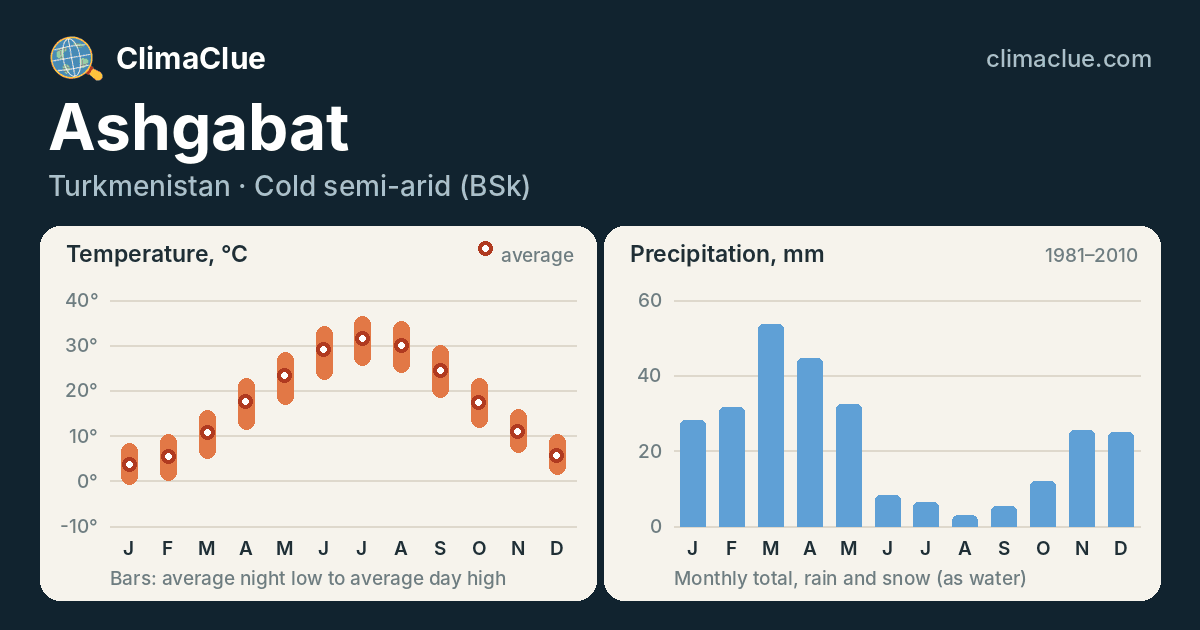 ClimaClue
climaclue.com
Ashgabat
Turkmenistan · Cold semi-arid (BSk)
Temperature, °C
average
40°
30°
20°
10°
0°
-10°
J F M A M J J A S O N D
Bars: average night low to average day high
Precipitation, mm
1981–2010
60
40
20
0
J F M A M J J A S O N D
Monthly total, rain and snow (as water)